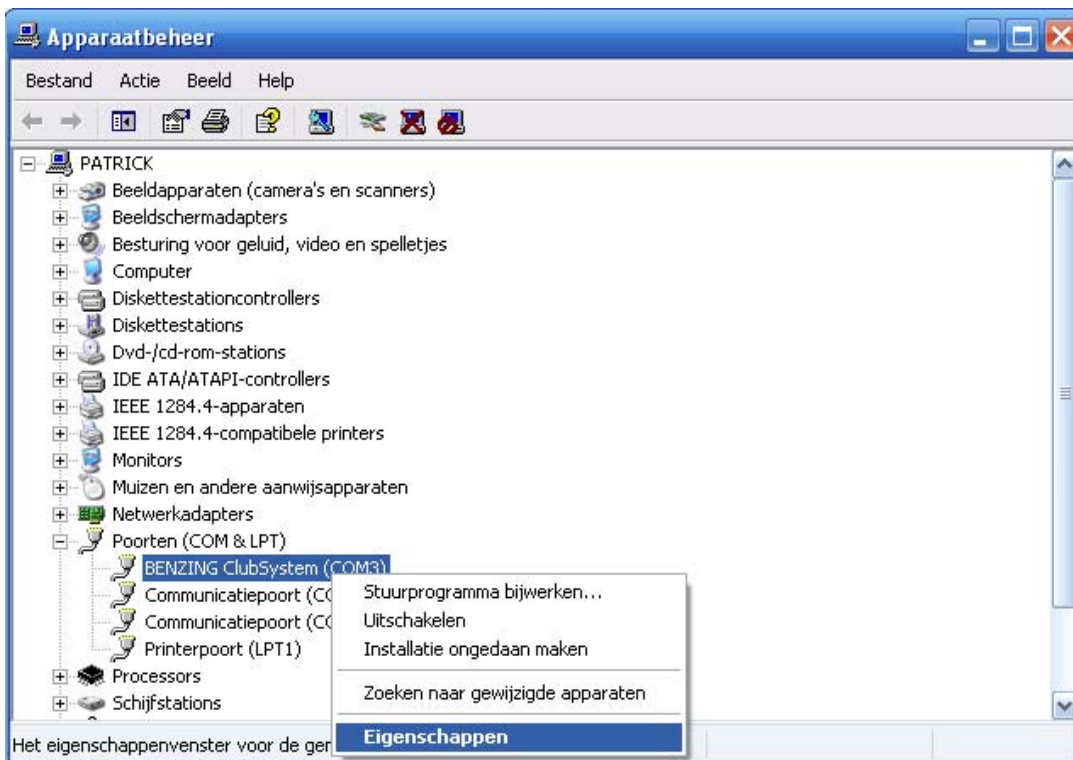 Apparaatbeheer
Bestand Actie Beeld Help
PATRICK
Beeldapparaten (camera's en scanners)
Beeldschermadapters
Besturing voor geluid, video en spelletjes
Computer
Diskettestationcontrollers
Diskettestations
Dvd-/cd-rom-stations
IDE ATA/ATAPI-controllers
IEEE 1284.4-apparaten
IEEE 1284.4-compatibele printers
Monitors
Muizen en andere aanwijsapparaten
Netwerkadapters
Poorten (COM & LPT)
BENZING ClubSystem (COM3)
Communicatiepoort (CO
Communicatiepoort (CO
Printerpoort (LPT1)
Processors
Schijfstations
Stuurprogramma bijwerken...
Uitschakelen
Installatie ongedaan maken
Zoeken naar gewijzigde apparaten
Eigenschappen
Het eigenschappenvenster voor de ger